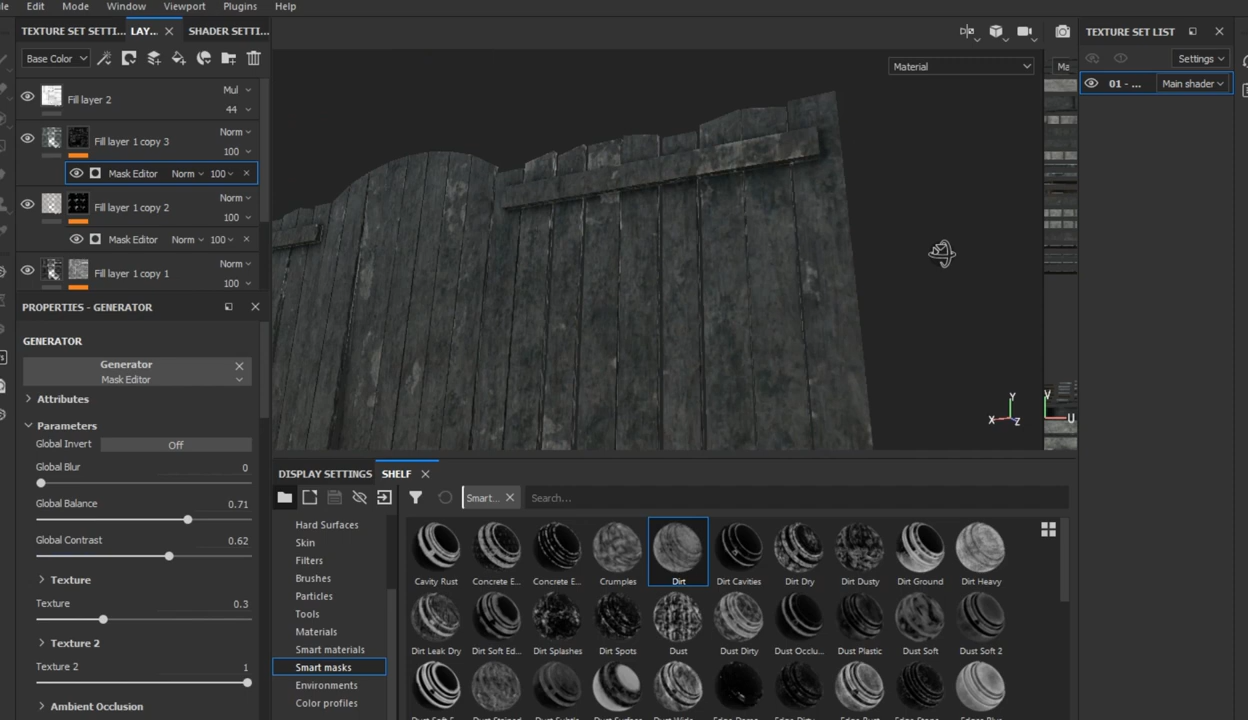 le Edit Mode Window Viewport Plugins Help
TEXTURE SET SETTI... LAY... SHADER SETTI...
Base Color
Fill layer 2 Mul
44
Fill layer 1 copy 3 Norm
100
Mask Editor Norm 100
Fill layer 1 copy 2 Norm
100
Mask Editor Norm 100
Fill layer 1 copy 1 Norm
100
PROPERTIES - GENERATOR
GENERATOR
Generator
Mask Editor
Attributes
Parameters
Global Invert Off
Global Blur 0
Global Balance 0.71
Global Contrast 0.62
Texture
Texture 0.3
Texture 2
Texture 2 1
Ambient Occlusion
Material
Ma
Y
X Z
V
U
TEXTURE SET LIST
Settings
01 - ... Main shader
DISPLAY SETTINGS SHELF
Smart... Search...
Hard Surfaces
Skin
Filters
Brushes
Particles
Tools
Materials
Smart materials
Smart masks
Environments
Color profiles
Cavity Rust Concrete E... Concrete E... Crumples Dirt Dirt Cavities Dirt Dry Dirt Dusty Dirt Ground Dirt Heavy
Dirt Leak Dry Dirt Soft Ed... Dirt Splashes Dirt Spots Dust Dust Dirty Dust Occlu... Dust Plastic Dust Soft Dust Soft 2